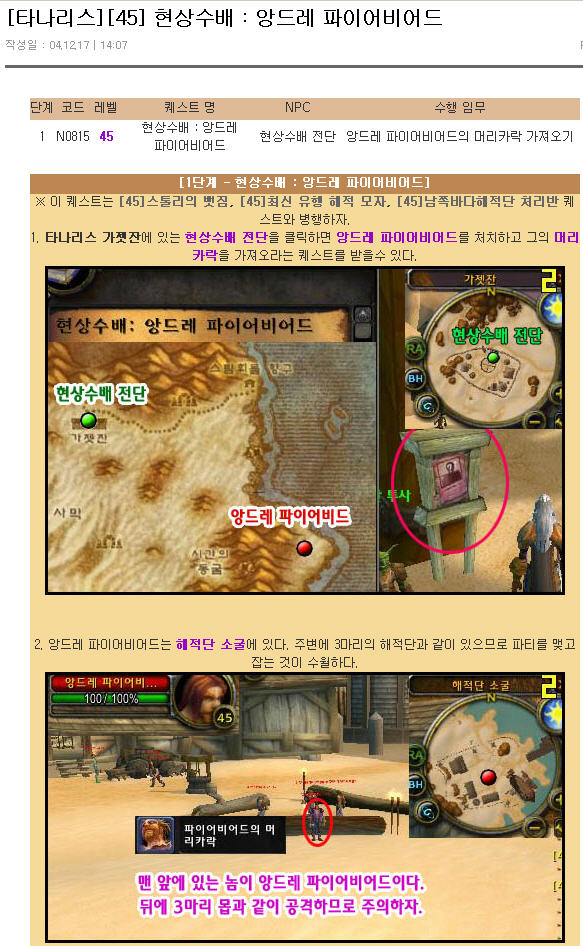 [타나리스][45] 현상수배 : 앙드레 파이어비어드
작성일 : 04.12.17 | 14:07
단계 코드 레벨 퀘스트 명 NPC 수행 임무
1 N0815 45 현상수배 : 앙드레 파이어비어드 현상수배 전단 앙드레 파이어비어드의 머리카락 가져오기
[1단계 - 현상수배 : 앙드레 파이어비어드]
※ 이 퀘스트는 [45]스톨리의 뺏짐, [45]최신 유행 해적 모자, [45]남쪽바다해적단 처리반 퀘
스트와 병행하자.
1. 타나리스 가젯잔에 있는 현상수배 전단을 클릭하면 앙드레 파이어비어드를 처치하고 그의 머리
카락을 가져오라는 퀘스트를 받을수 있다.
현상수배: 앙드레 파이어비어드
스팀휘들 항구
현상수배 전단
가젯잔
앙드레 파이어비드
사막
시간의
동굴
가젯잔
2
N
현상수배 전단
RA
BH
투사
2. 앙드레 파이어비어드는 해적단 소굴에 있다. 주변에 3마리의 해적단과 같이 있으므로 파티를 맺고
잡는 것이 수월하다.
앙드레 파이어비...
100 / 100%
45
해적단 소굴
2
N
RA
BH
파이어비어드의 머
리카락
맨 앞에 있는 놈이 앙드레 파이어비어드이다.
뒤에 3마리 몹과 같이 공격하므로 주의하자.